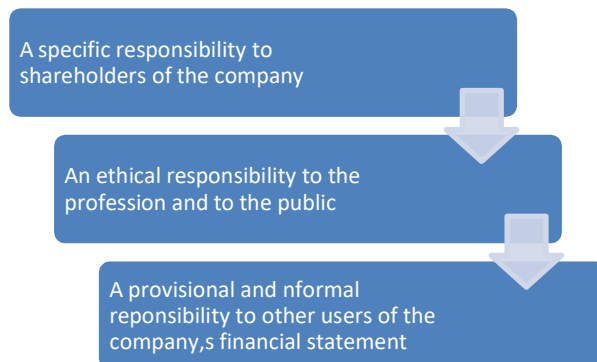 A specific responsibility to
shareholders of the company
An ethical responsibility to the
profession and to the public
A provisional and nformal
reponsibility to other users of the
company,s financial statement